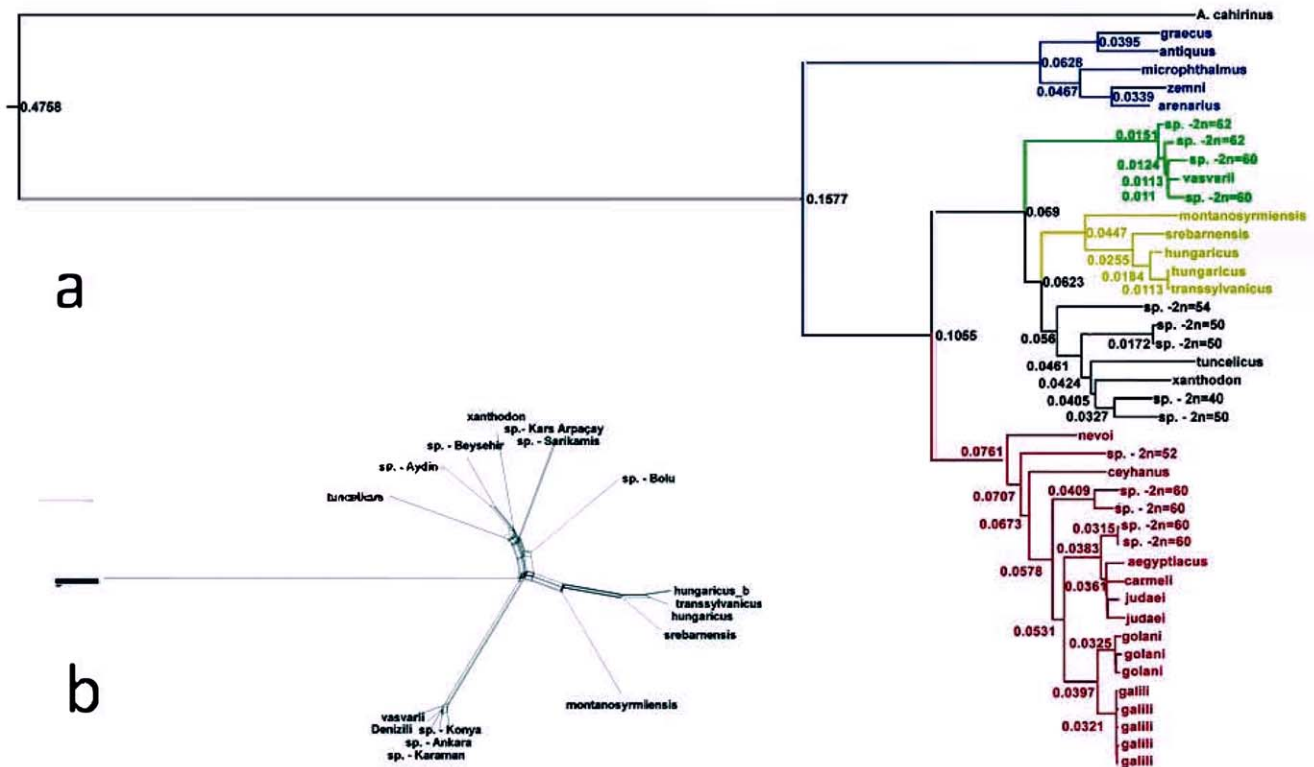 A. cahirinus
graecus
0.0395
antiquus
0.0628
microphthalmus
0.0467
zemni
0.0339
arenarius
0.4758
sp. -2n=62
0.0151
sp. -2n=62
0.0124
sp. -2n=60
0.0113
vasvarii
0.011
sp. -2n=60
0.1577
0.069
montanosyrmiensis
0.0447
srebarnensis
0.0255
hungaricus
0.0184
hungaricus
0.0113
transsylvanicus
0.0623
a
sp. -2n=54
0.056
sp. -2n=50
0.0172
sp. -2n=50
0.1055
0.0461
tuncelicus
0.0424
xanthodon
0.0405
sp. - 2n=40
0.0327
sp. - 2n=50
nevoi
0.0761
sp. - 2n=52
0.0707
ceyhanus
0.0673
0.0409
sp. -2n=60
sp. - 2n=60
0.0315
sp. -2n=60
0.0383
sp. -2n=60
0.0578
aegyptiacus
0.0361
carmeli
judaei
judaei
0.0531
golani
0.0325
golani
golani
0.0397
galili
0.0321
galili
galili
galili
galili
xanthodon
sp.- Kars Arpaçay
sp. - Sarikamis
sp. - Beysehir
sp. - Aydin
sp. - Bolu
hungaricus_b
transsylvanicus
hungaricus
srebarnensis
b
montanosyrmiensis
vasvarii
Denizili
sp. - Konya
sp. - Ankara
sp. - Karaman